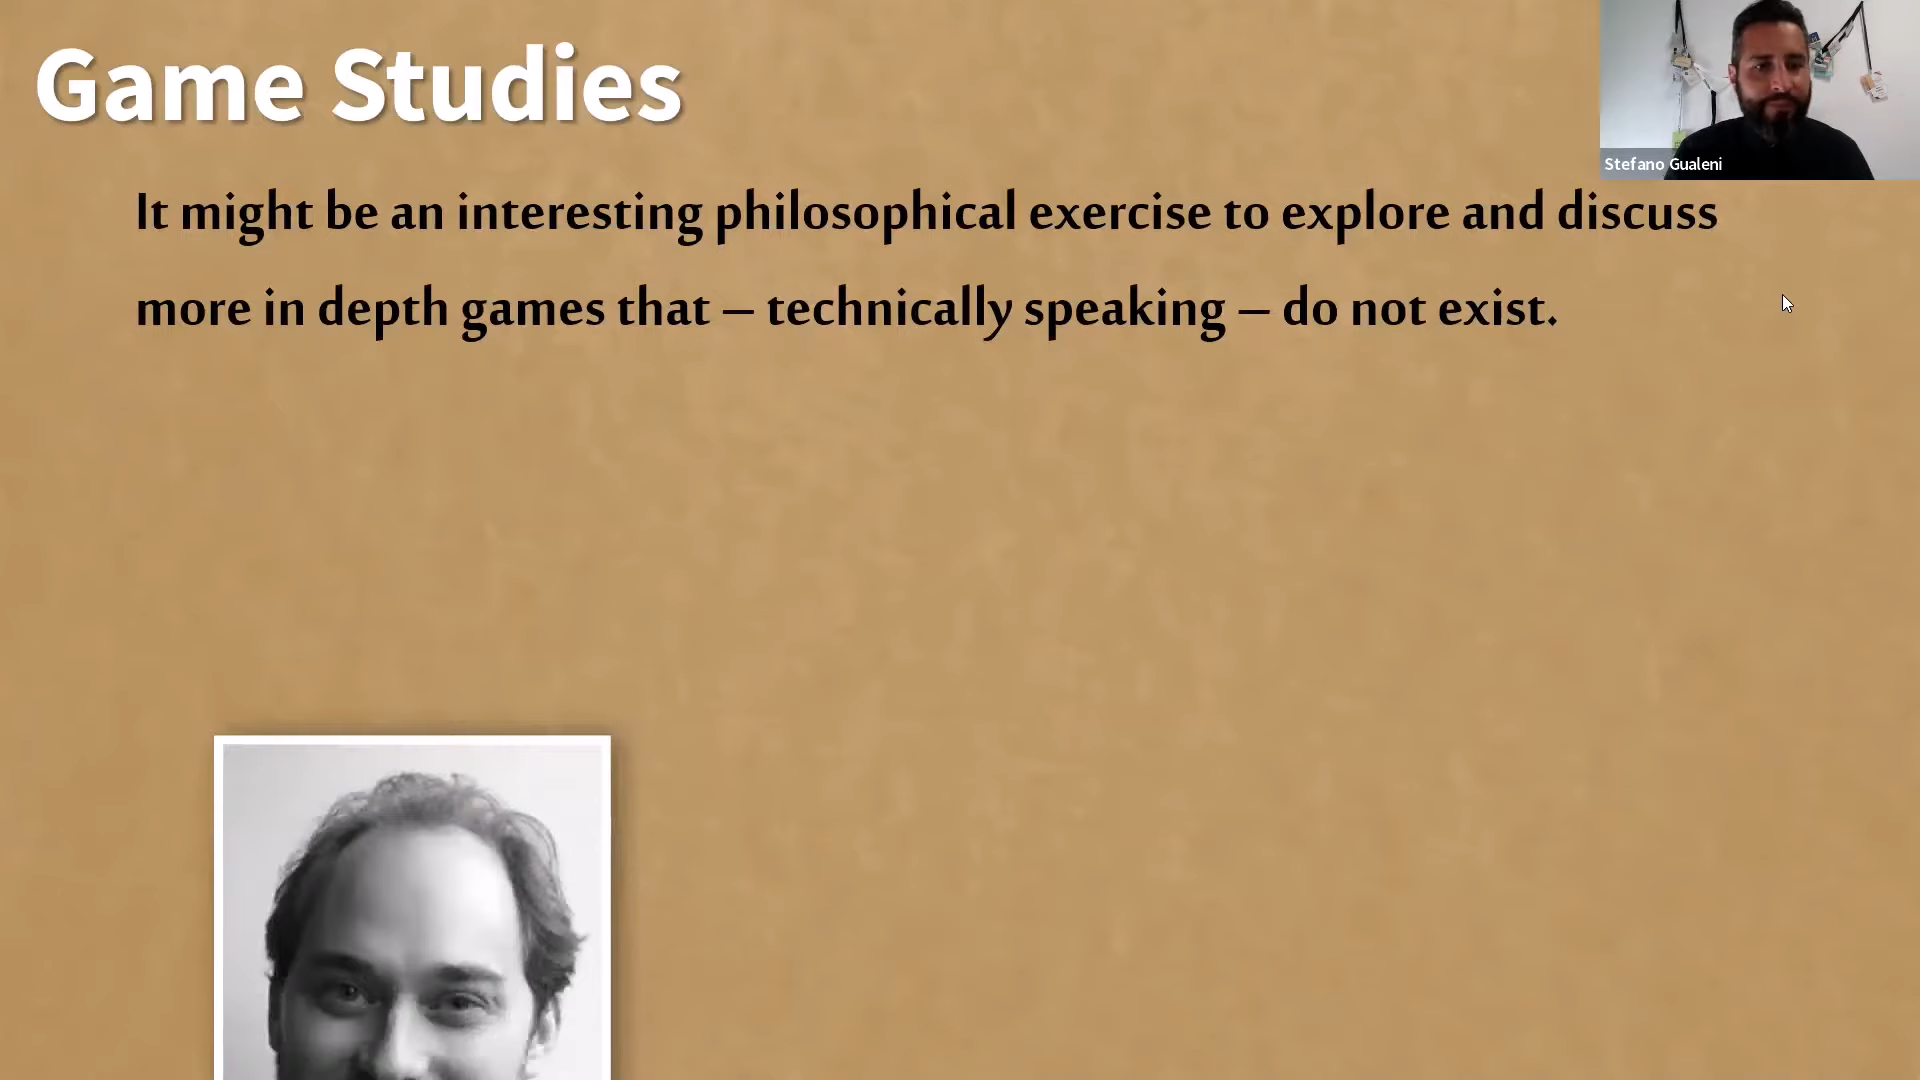 Game Studies
Stefano Gualeni
It might be an interesting philosophical exercise to explore and discuss
more in depth games that – technically speaking – do not exist.